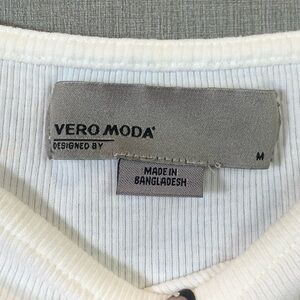 VERO MODA
DESIGNED BY
M
MADE IN
BANGLADESH